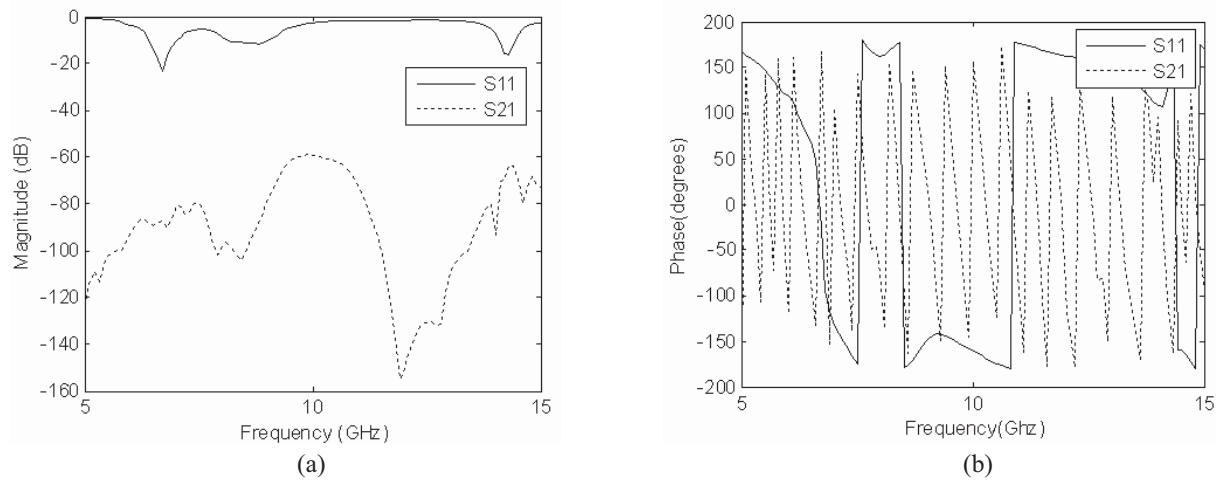 0
-20
-40
-60
-80
-100
-120
-140
-160
5
10
15
Magnitude (dB)
Frequency (GHz)
S11
S21
(a)
200
150
100
50
0
-50
-100
-150
-200
5
10
15
Phase(degrees)
Frequency(Ghz)
S11
S21
(b)